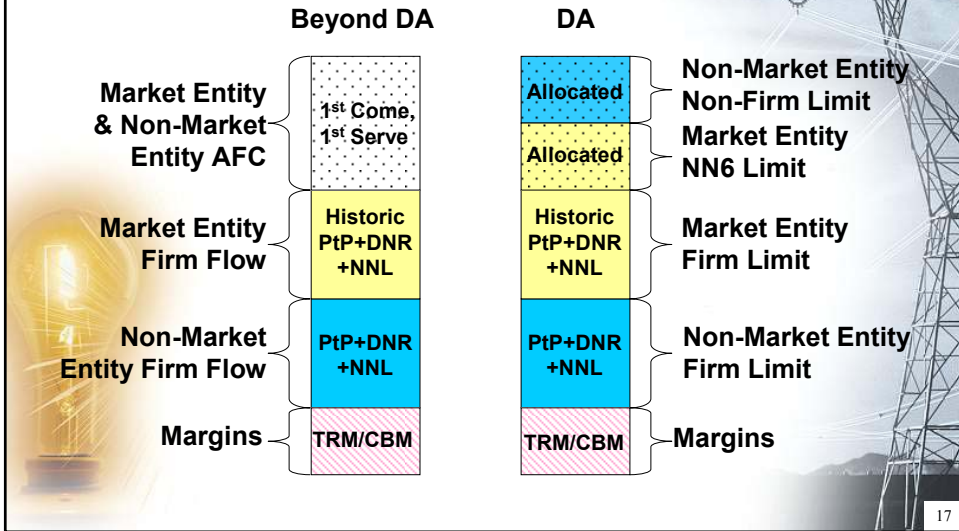 Beyond DA
DA
Market Entity
& Non-Market
Entity AFC
1st Come,
1st Serve
Allocated
Non-Market Entity
Non-Firm Limit
Allocated
Market Entity
NN6 Limit
Market Entity
Firm Flow
Historic
PtP+DNR
+NNL
Historic
PtP+DNR
+NNL
Market Entity
Firm Limit
Non-Market
Entity Firm Flow
PtP+DNR
+NNL
PtP+DNR
+NNL
Non-Market Entity
Firm Limit
Margins
TRM/CBM
TRM/CBM
Margins
17